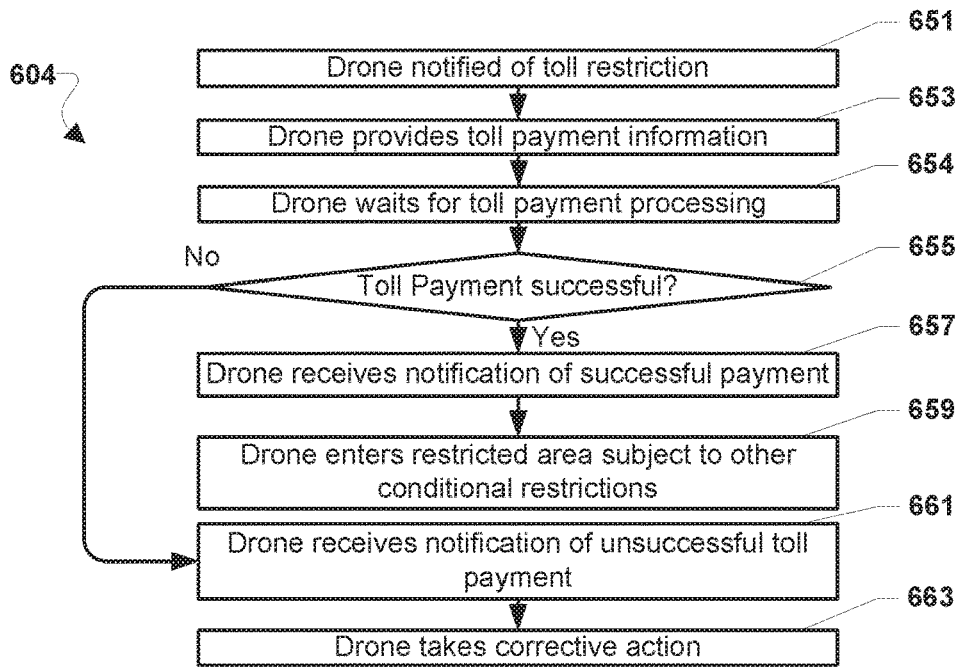 651
Drone notified of toll restriction
604
653
Drone provides toll payment information
654
Drone waits for toll payment processing
No
655
Toll Payment successful?
Yes
657
Drone receives notification of successful payment
659
Drone enters restricted area subject to other
conditional restrictions
661
Drone receives notification of unsuccessful toll
payment
663
Drone takes corrective action